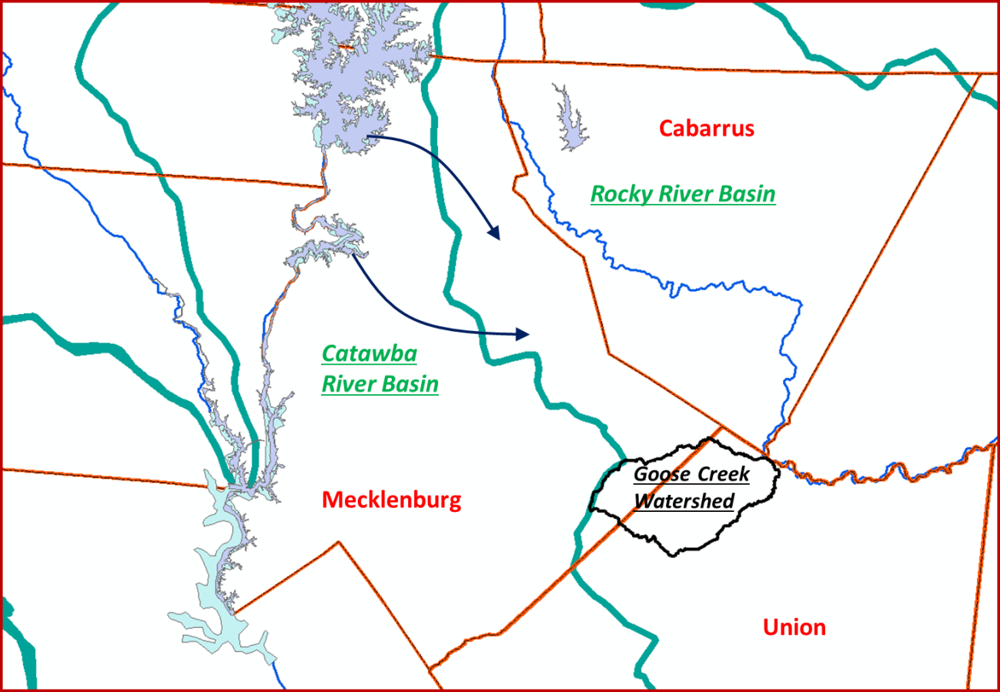 Cabarrus
Rocky River Basin
Catawba
River Basin
Goose Creek
Watershed
Mecklenburg
Union